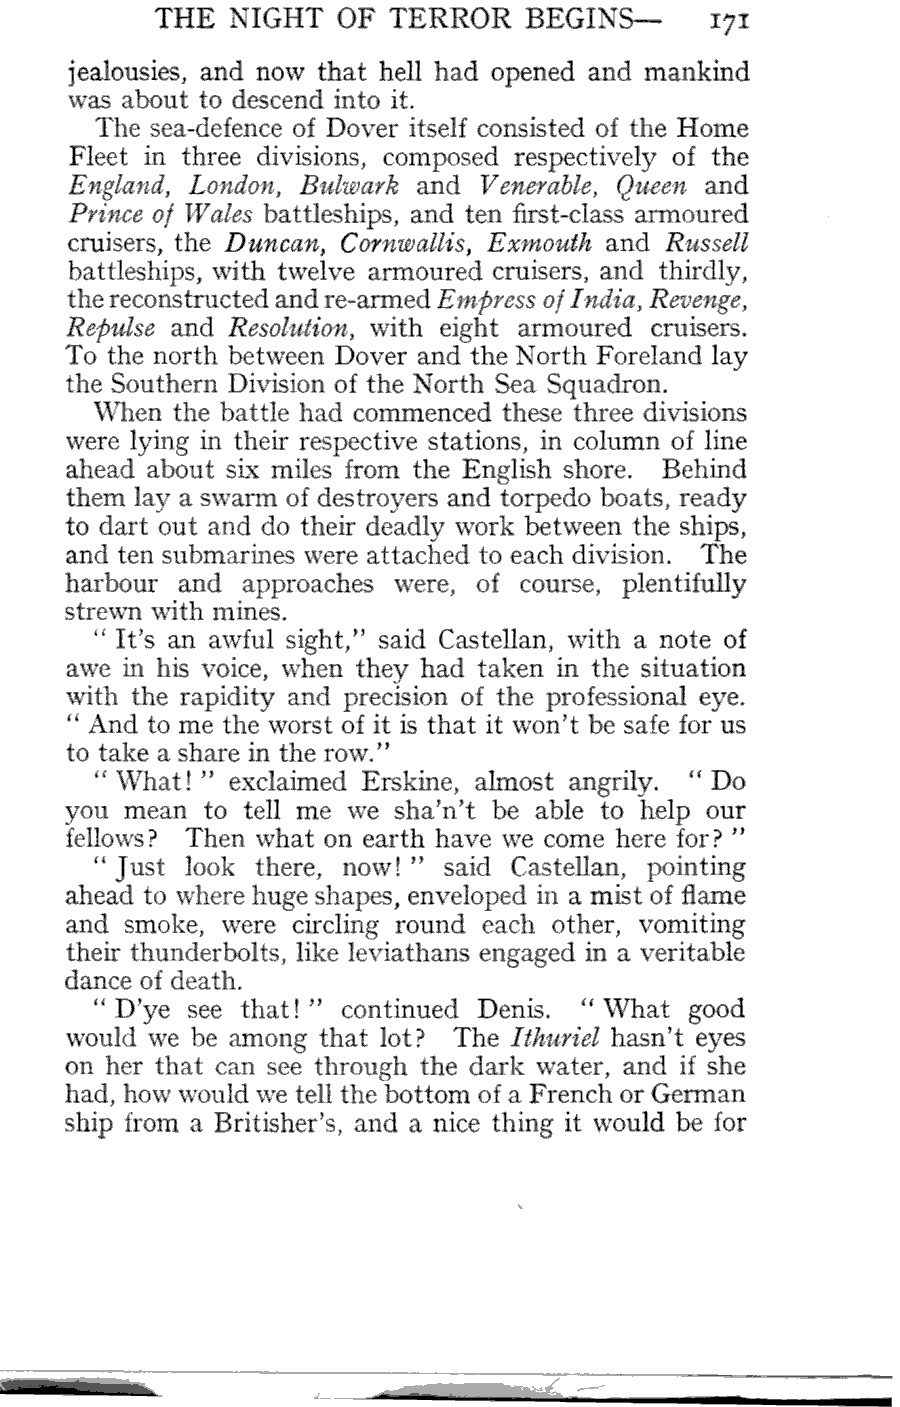 THE NIGHT OF TERROR BEGINS— 171
jealousies, and now that hell had opened and mankind
was about to descend into it.
The sea-defence of Dover itself consisted of the Home
Fleet in three divisions, composed respectively of the
England, London, Bulwark and Venerable, Queen and
Prince of Wales battleships, and ten first-class armoured
cruisers, the Duncan, Cornwallis, Exmouth and Russell
battleships, with twelve armoured cruisers, and thirdly,
the reconstructed and re-armed Empress of India, Revenge,
Repulse and Resolution, with eight armoured cruisers.
To the north between Dover and the North Foreland lay
the Southern Division of the North Sea Squadron.
When the battle had commenced these three divisions
were lying in their respective stations, in column of line
ahead about six miles from the English shore. Behind
them lay a swarm of destroyers and torpedo boats, ready
to dart out and do their deadly work between the ships,
and ten submarines were attached to each division. The
harbour and approaches were, of course, plentifully
strewn with mines.
" It's an awful sight," said Castellan, with a note of
awe in his voice, when they had taken in the situation
with the rapidity and precision of the professional eye.
" And to me the worst of it is that it won't be safe for us
to take a share in the row."
" What! " exclaimed Erskine, almost angrily. " Do
you mean to tell me we sha'n't be able to help our
fellows? Then what on earth have we come here for? "
" Just look there, now! " said Castellan, pointing
ahead to where huge shapes, enveloped in a mist of flame
and smoke, were circling round each other, vomiting
their thunderbolts, like leviathans engaged in a veritable
dance of death.
" D'ye see that! " continued Denis. " What good
would we be among that lot? The Ithuriel hasn't eyes
on her that can see through the dark water, and if she
had, how would we tell the bottom of a French or German
ship from a Britisher's, and a nice thing it would be for